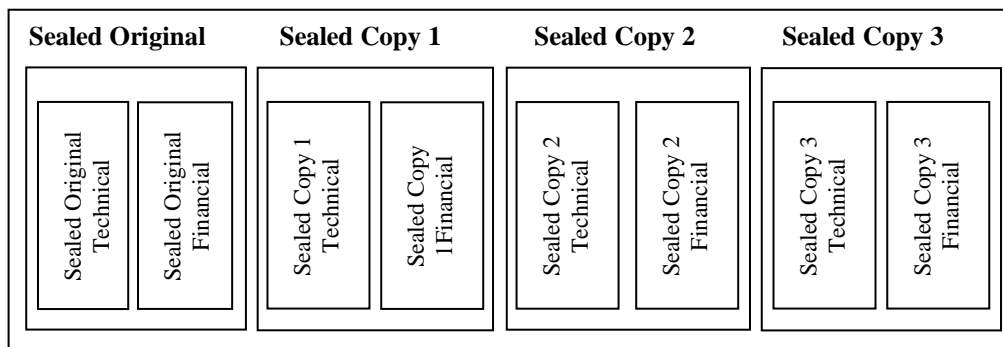 Sealed Original
Sealed Copy 1
Sealed Copy 2
Sealed Copy 3
Sealed Original
Technical
Sealed Original
Financial
Sealed Copy 1
Technical
Sealed Copy
1Financial
Sealed Copy 2
Technical
Sealed Copy 2
Financial
Sealed Copy 3
Technical
Sealed Copy 3
Financial